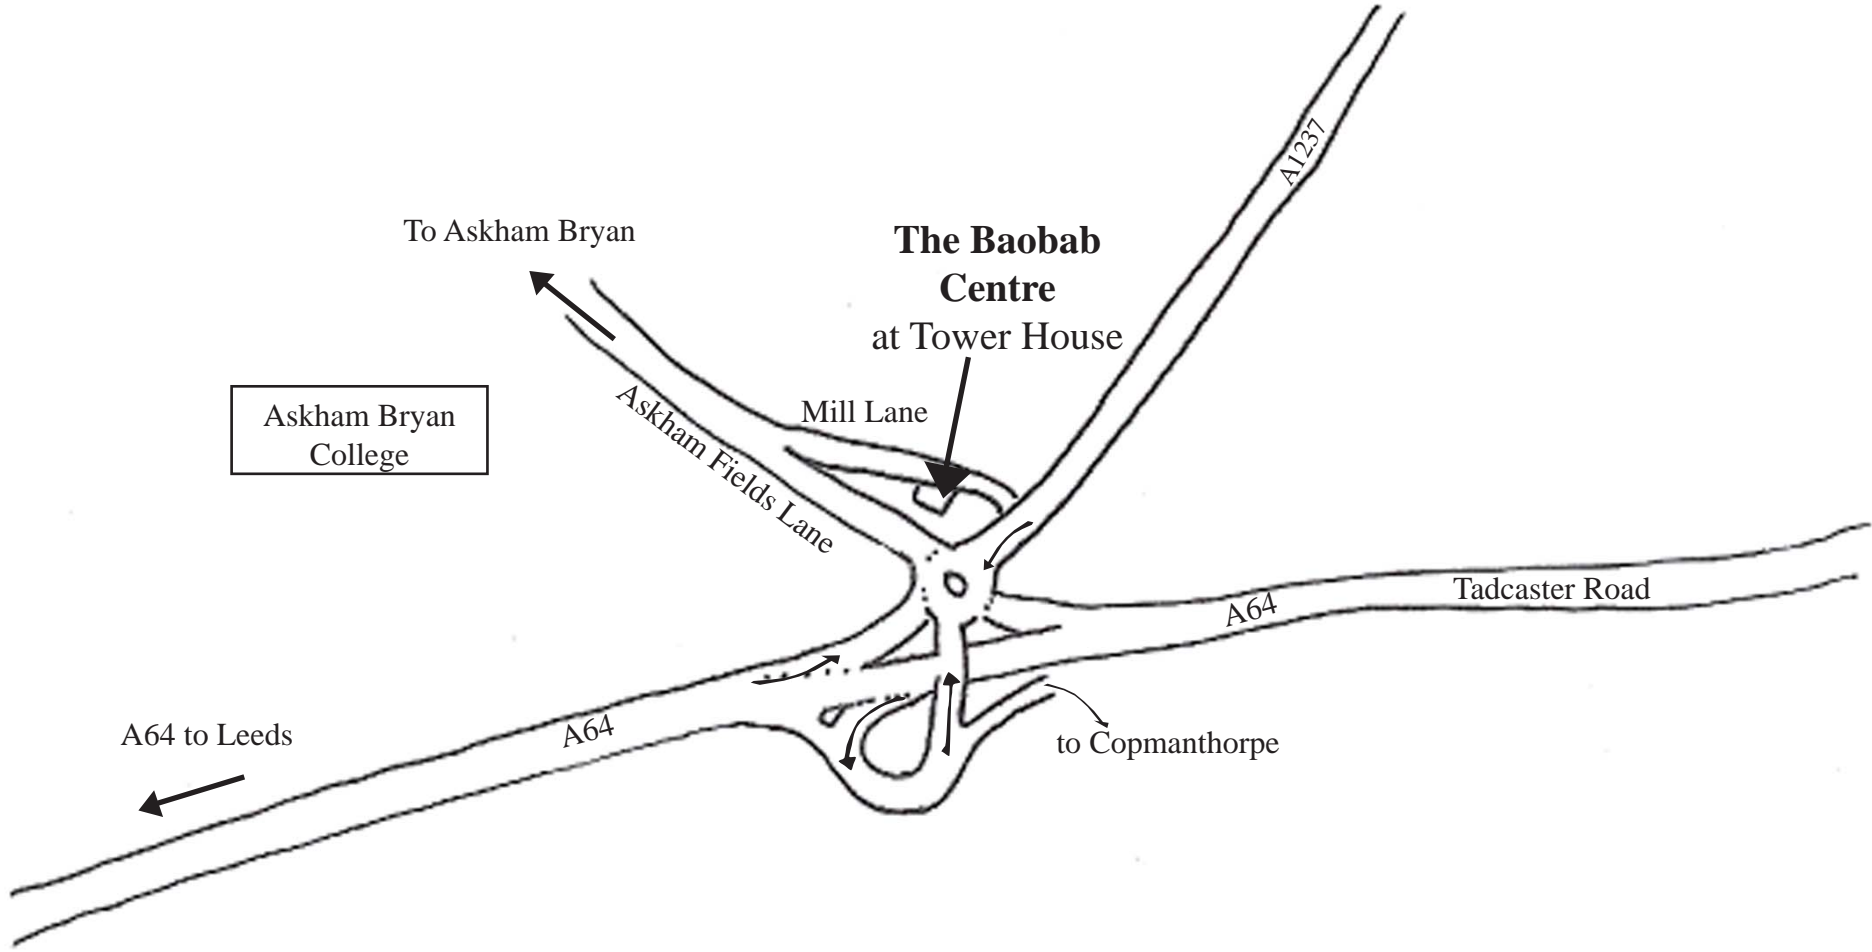 A1237
To Askham Bryan
The Baobab
Centre
at Tower House
Mill Lane
Askham Bryan
College
Askham Fields Lane
Tadcaster Road
A64
A64
A64 to Leeds
to Copmanthorpe